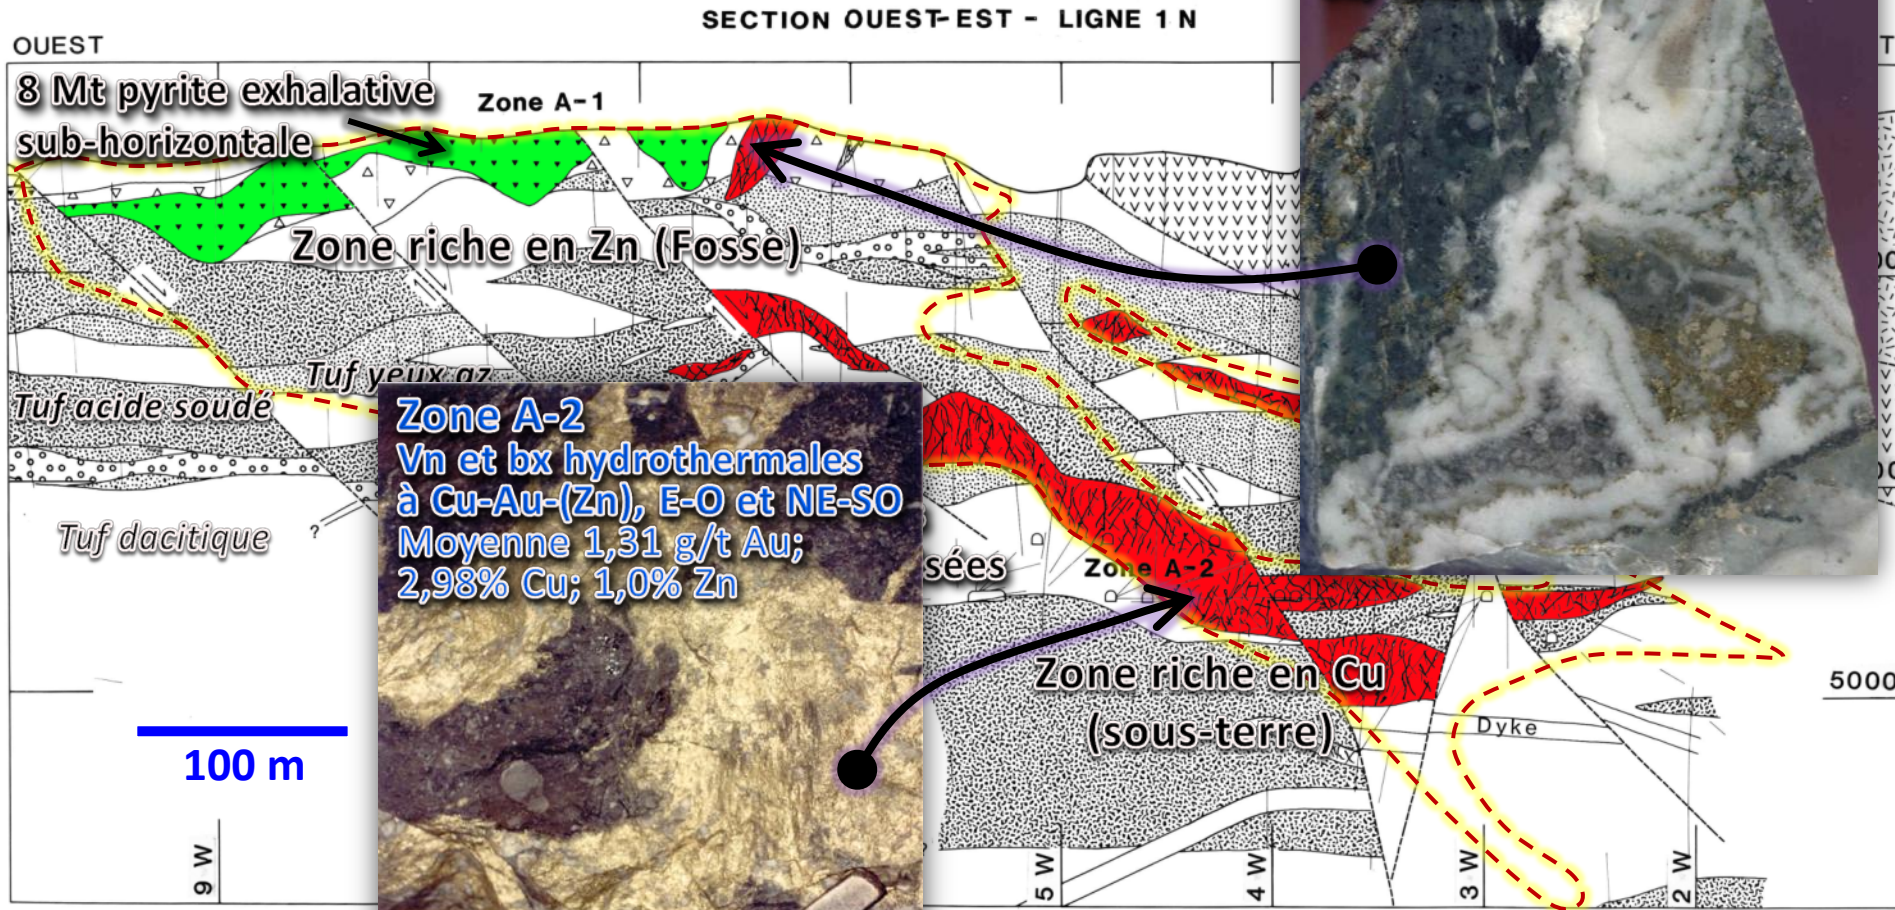 SECTION OUEST-EST - LIGNE 1 N
OUEST
8 Mt pyrite exhalative
sub-horizontale
Zone A-1
Zone riche en Zn (Fosse)
Tuf yeux qz
Tuf acide soudé
Tuf dacitique
?
Zone A-2
Vn et bx hydrothermales
à Cu-Au-(Zn), E-O et NE-SO
Moyenne 1,31 g/t Au;
2,98% Cu; 1,0% Zn
sées
Zone A-2
Zone riche en Cu
(sous-terre)
5000
Dyke
100 m
9 W
5 W
4 W
3 W
2 W